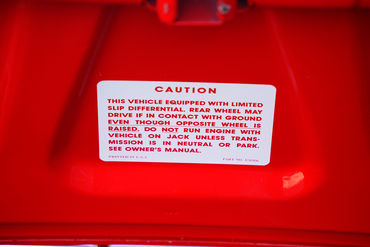 CAUTION
THIS VEHICLE EQUIPPED WITH LIMITED
SLIP DIFFERENTIAL. REAR WHEEL MAY
DRIVE IF IN CONTACT WITH GROUND
EVEN THOUGH OPPOSITE WHEEL IS
RAISED. DO NOT RUN ENGINE WITH
VEHICLE ON JACK UNLESS TRANS-
MISSION IS IN NEUTRAL OR PARK.
SEE OWNER'S MANUAL.
PART NO.